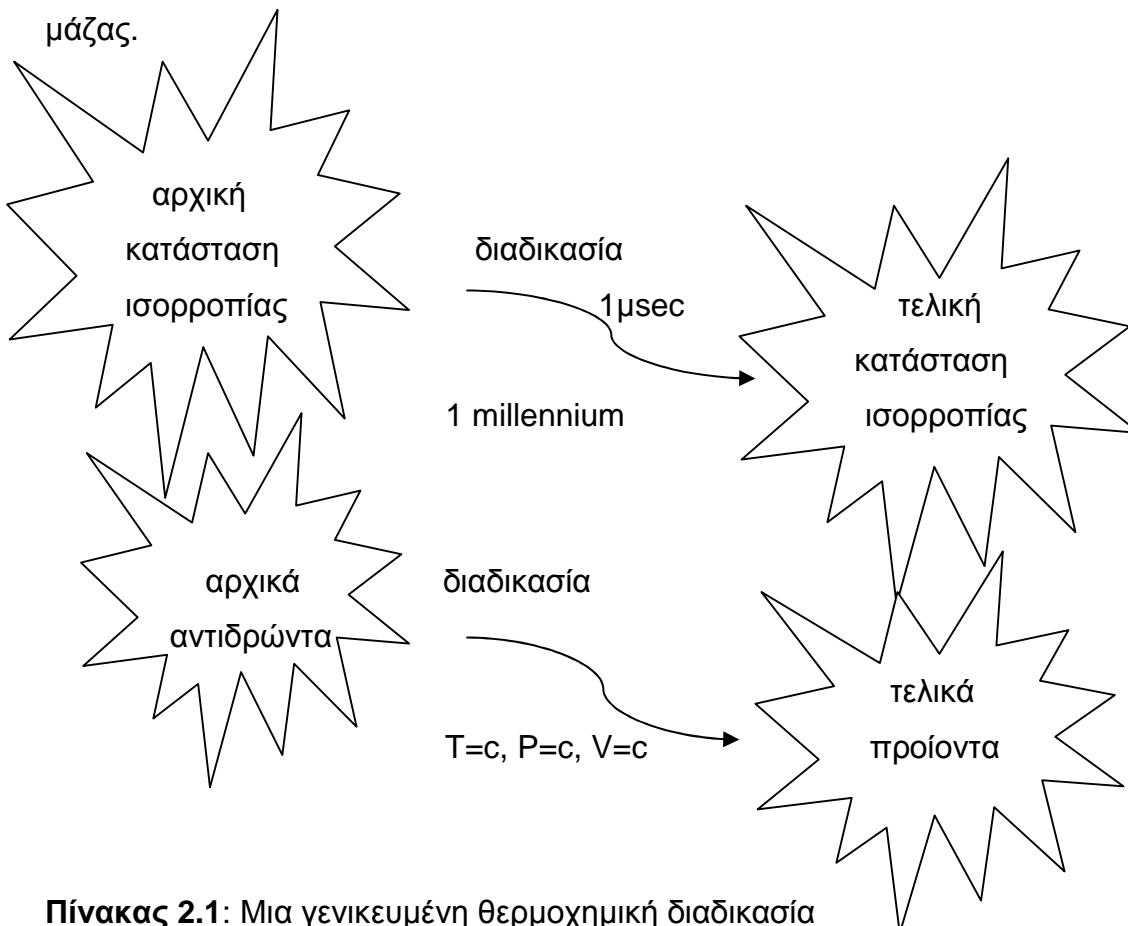 μάζας.
αρχική
κατάσταση
ισορροπίας
διαδικασία
1μsec
1 millennium
τελική
κατάσταση
ισορροπίας
αρχικά
αντιδρώντα
διαδικασία
T=c, P=c, V=c
τελικά
προίοντα
Πίνακας 2.1: Μια γενικευμένη θερμοχημική διαδικασία